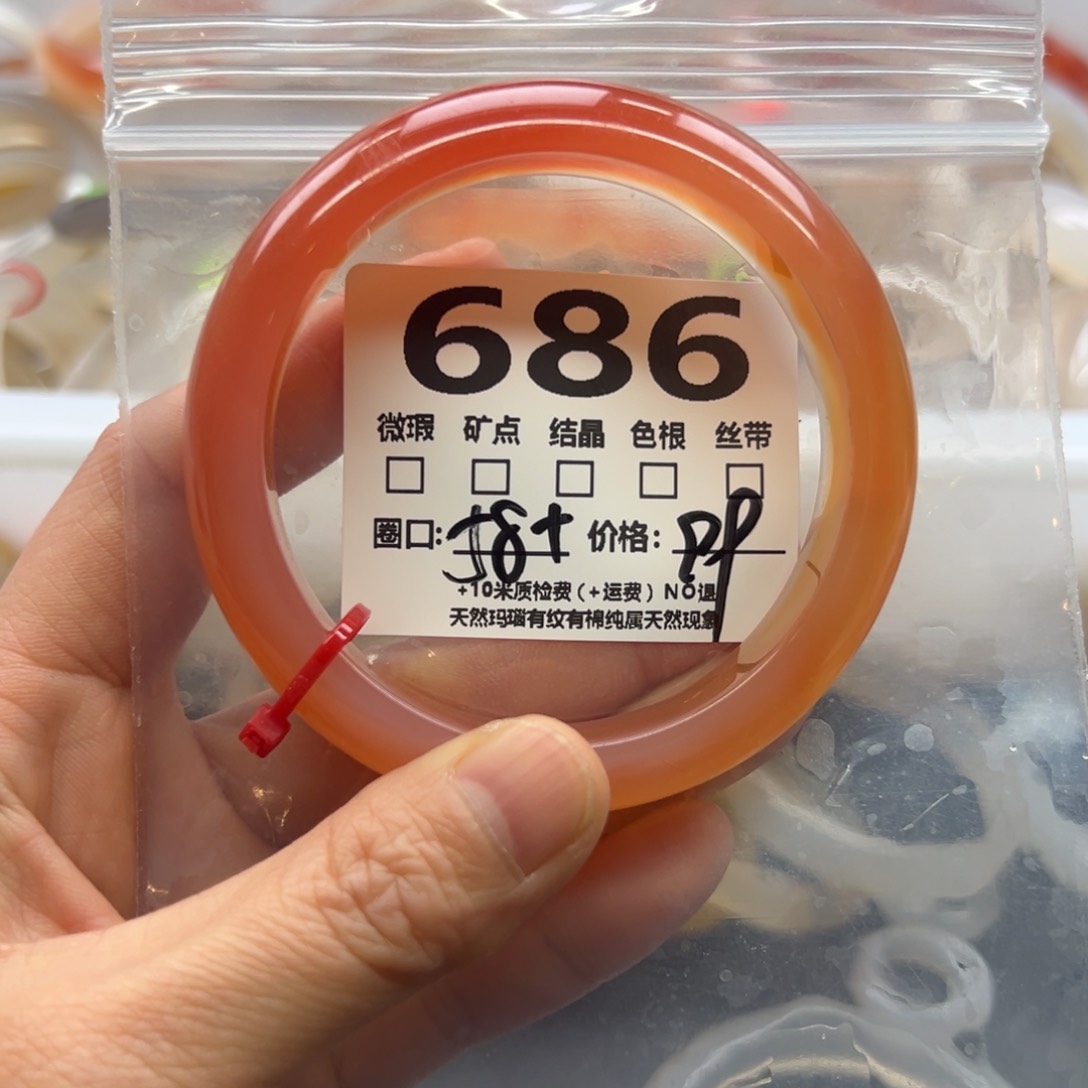 686
微瑕 矿点 结晶 色根 丝带
圈口: 58+ 价格:
+10米质检费(+运费) NO退
天然玛瑙有纹有棉纯属天然现象